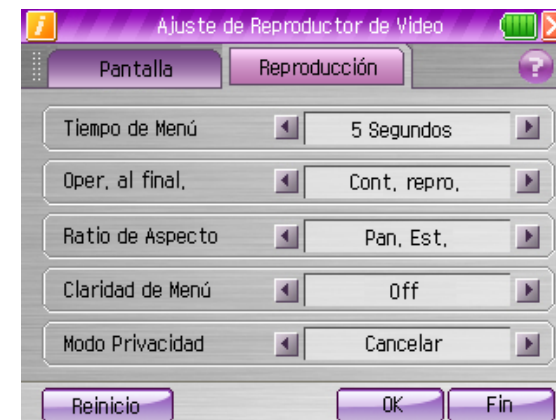 Ajuste de Reproductor de Video
Pantalla
Reproducción
?
Tiempo de Menú
5 Segundos
Oper. al final.
Cont. repro.
Ratio de Aspecto
Pan. Est.
Claridad de Menú
Off
Modo Privacidad
Cancelar
Reinicio
OK
Fin